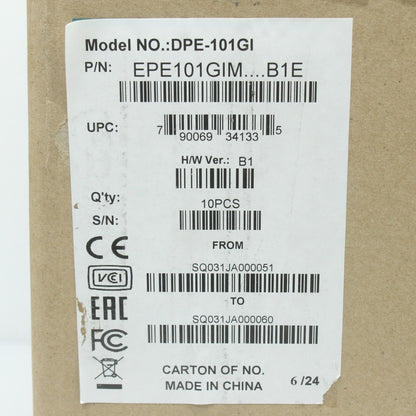 Model NO.:DPE-101GI
P/N: EPE101GIM....B1E
UPC: 7 90069 34133 5
H/W Ver.: B1
Q'ty: 10PCS
S/N:
FROM
SQ031JA000051
TO
SQ031JA000060
CE
VCI
EAC
FC
CARTON OF NO. 6 /24
MADE IN CHINA